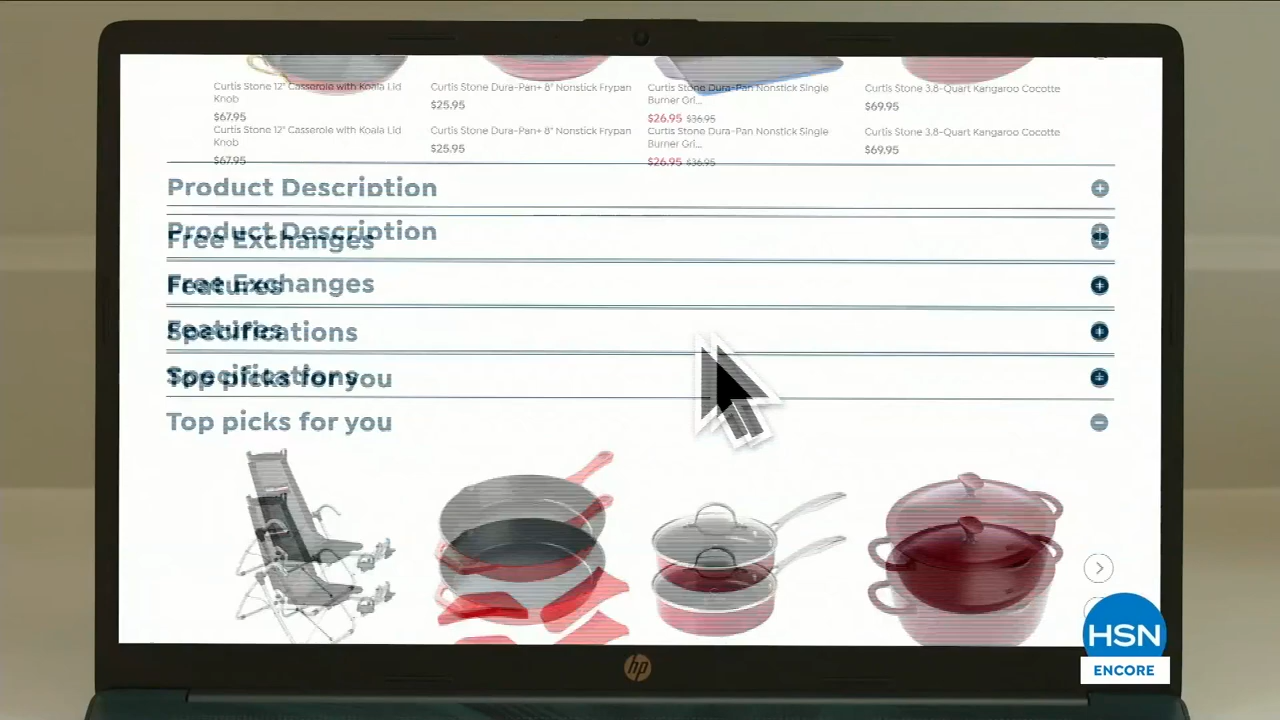 Curtis Stone 12" Casserole with Koala Lid
Knob
$67.95
Curtis Stone Dura-Pan+ 8" Nonstick Frypan
$25.95
Curtis Stone Dura-Pan Nonstick Single
Burner Gri...
$26.95 $36.95
Curtis Stone 3.8-Quart Kangaroo Cocotte
$69.95
Curtis Stone 12" Casserole with Koala Lid
Knob
$67.95
Curtis Stone Dura-Pan+ 8" Nonstick Frypan
$25.95
Curtis Stone Dura-Pan Nonstick Single
Burner Gri...
$26.95 $36.95
Curtis Stone 3.8-Quart Kangaroo Cocotte
$69.95
Product Description
Product Description
Free Exchanges
Free Exchanges
Features
Features
Specifications
Specifications
Top picks for you
Top picks for you
hp
HSN
ENCORE